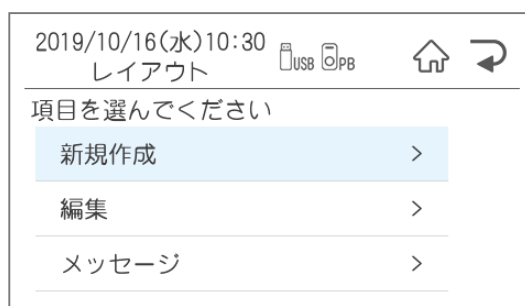 2019/10/16(水)10:30 USB PB
レイアウト
項目を選んでください
新規作成
編集
メッセージ